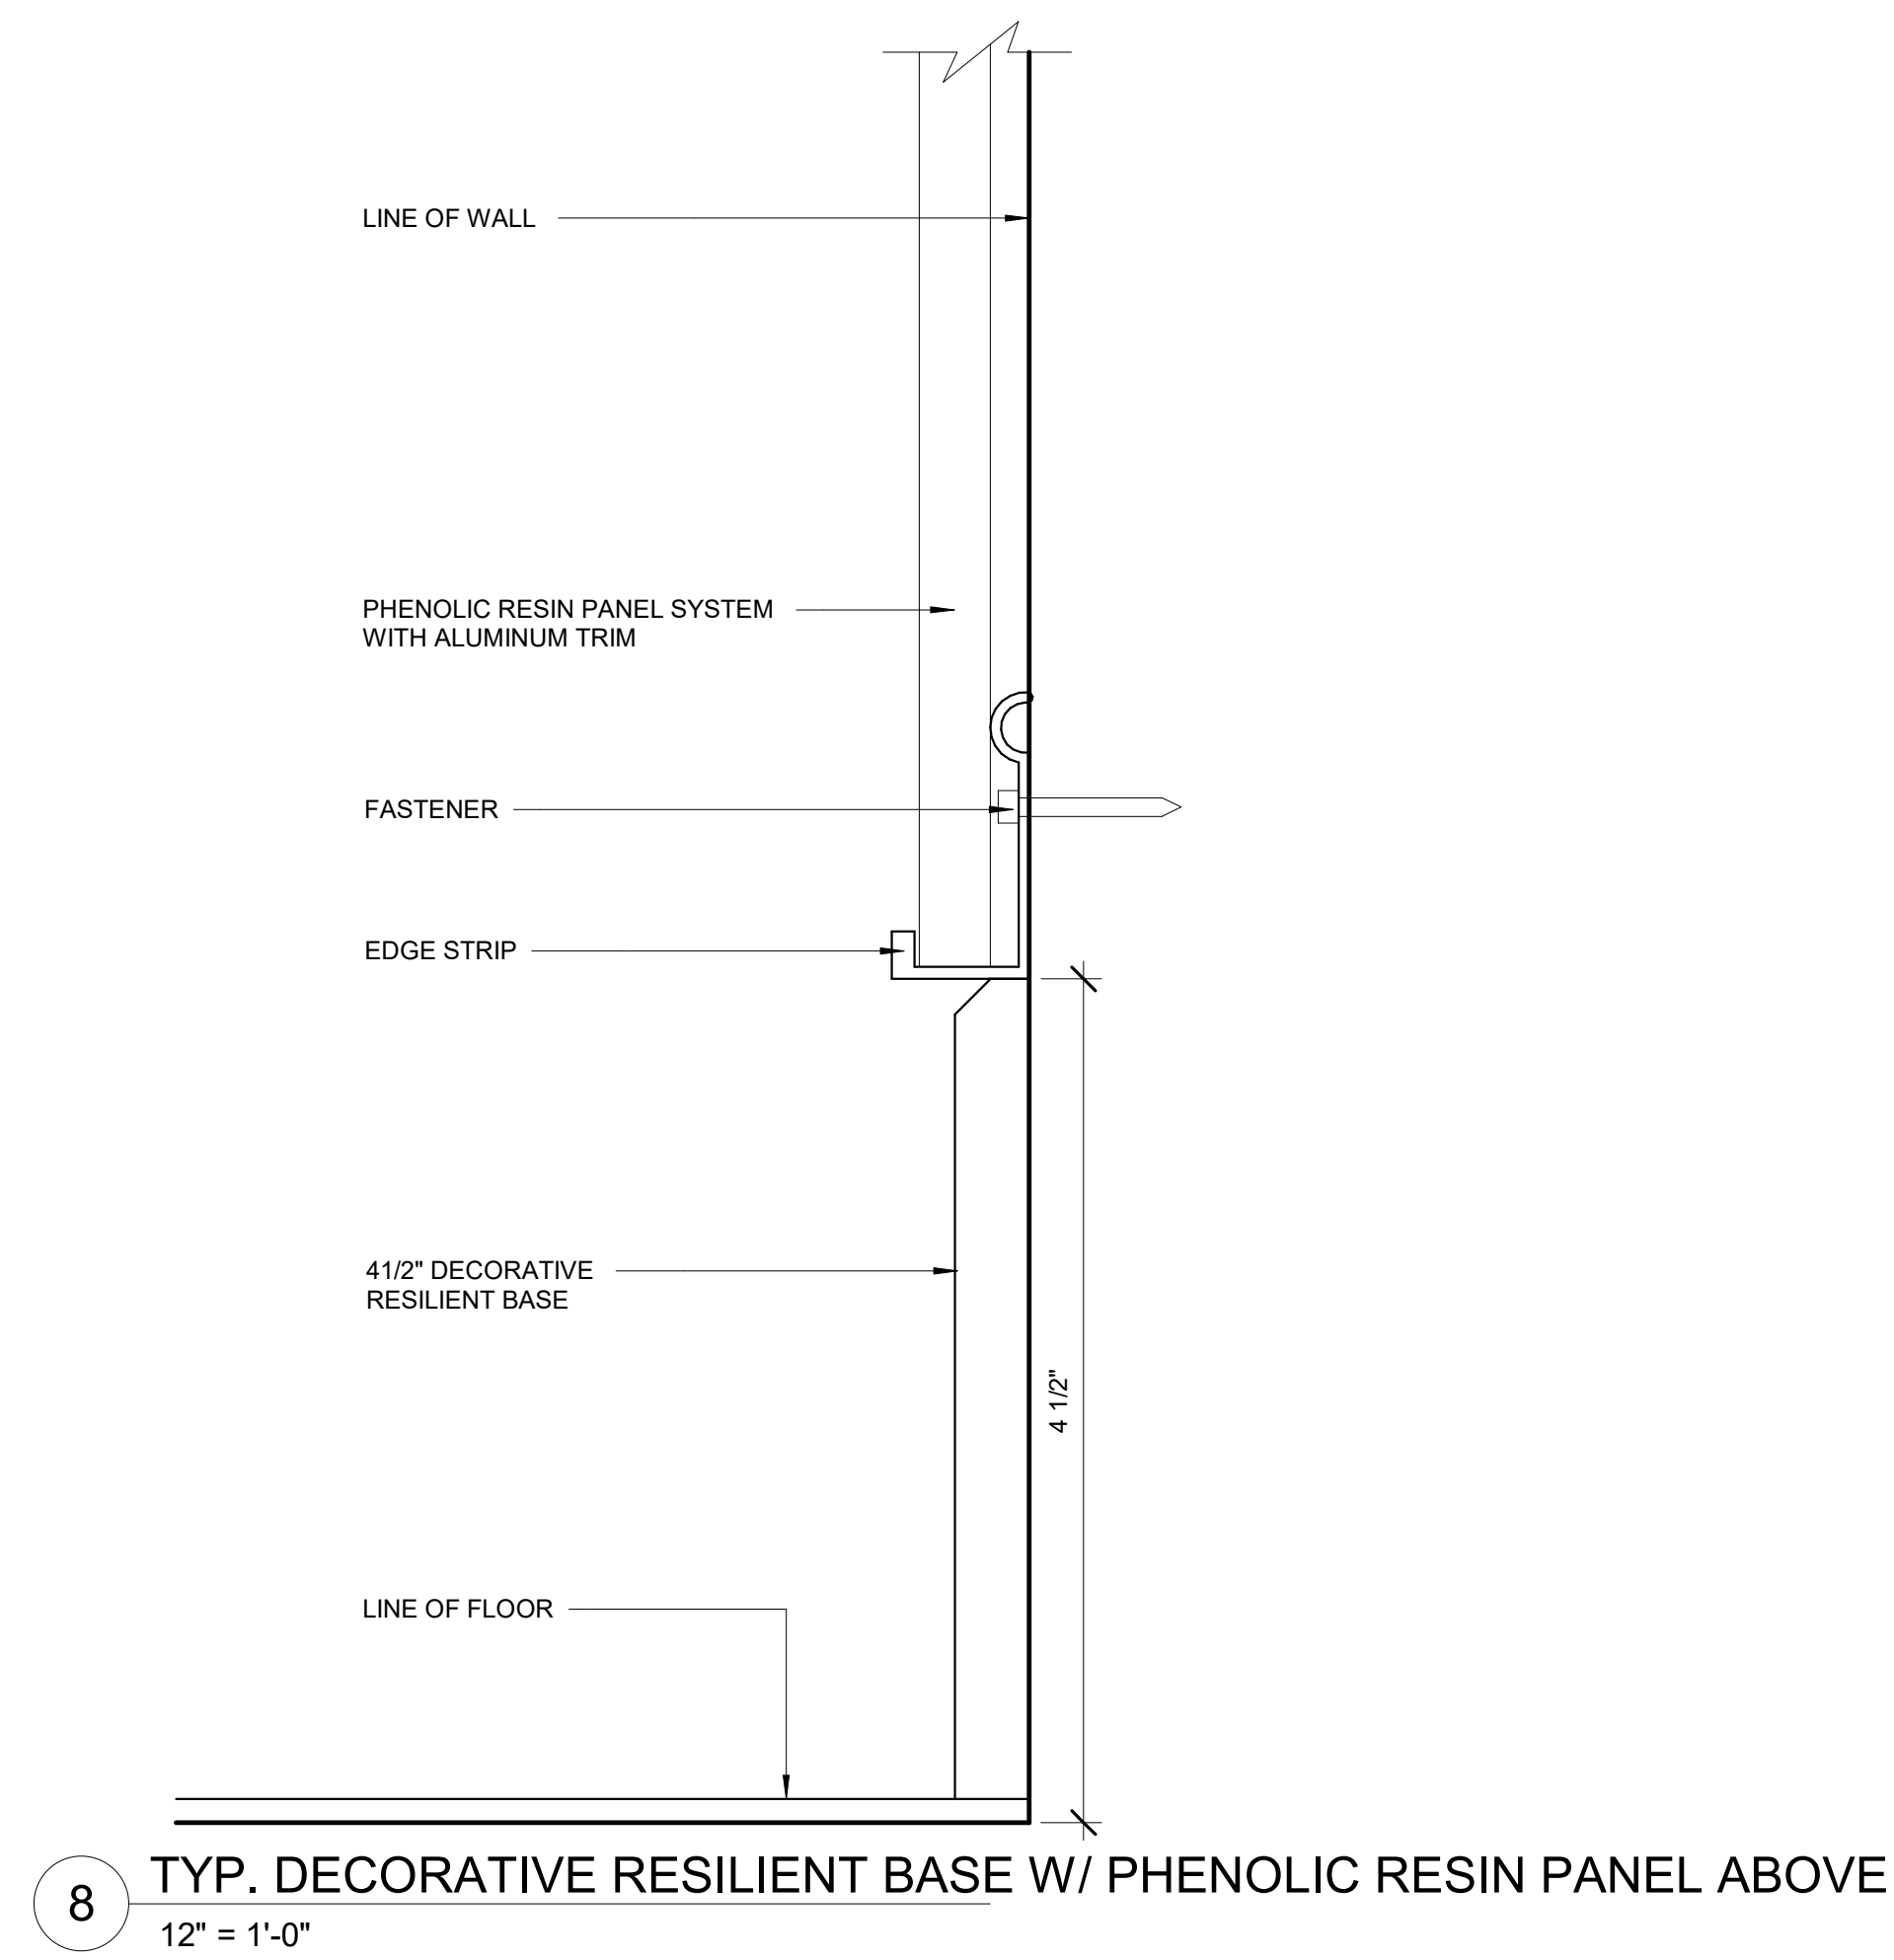 LINE OF WALL
PHENOLIC RESIN PANEL SYSTEM
WITH ALUMINUM TRIM
FASTENER
EDGE STRIP
41/2" DECORATIVE
RESILIENT BASE
4 1/2"
LINE OF FLOOR
8
TYP. DECORATIVE RESILIENT BASE W/ PHENOLIC RESIN PANEL ABOVE
12" = 1'-0"